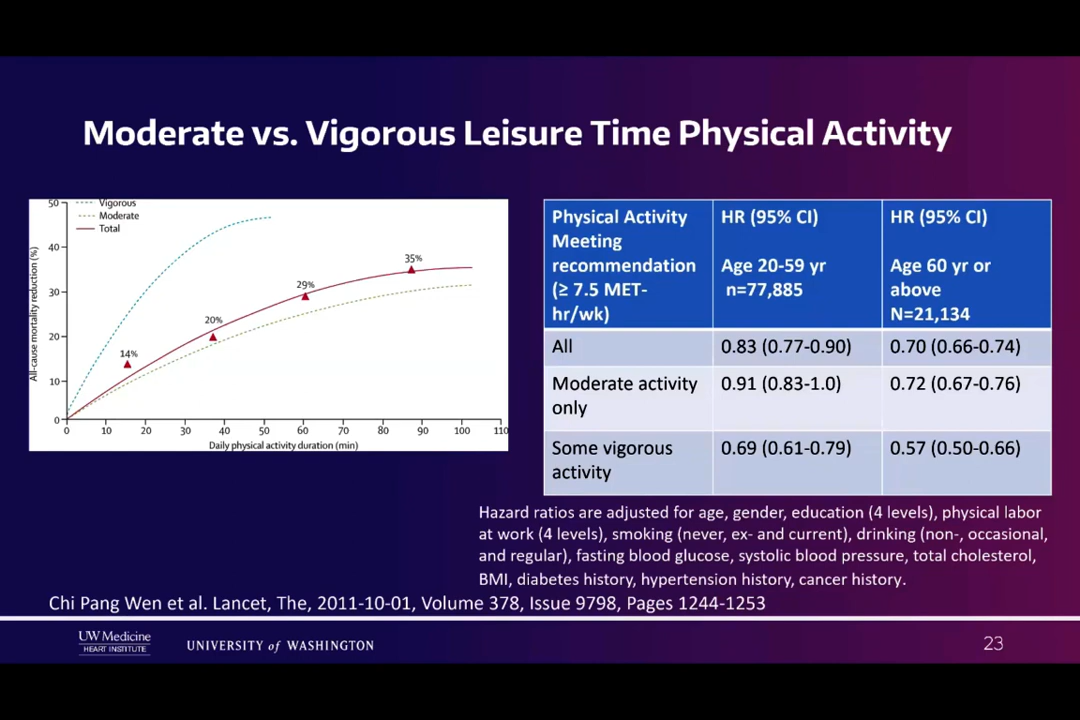 Moderate vs. Vigorous Leisure Time Physical Activity
50
40
30
20
10
0
All-cause mortality reduction (%)
Vigorous
Moderate
Total
14%
20%
29%
35%
0 10 20 30 40 50 60 70 80 90 100 110
Daily physical activity duration (min)
Physical Activity
Meeting
recommendation
(≥ 7.5 MET-
hr/wk)
HR (95% CI)
Age 20-59 yr
n=77,885
HR (95% CI)
Age 60 yr or
above
N=21,134
All
0.83 (0.77-0.90)
0.70 (0.66-0.74)
Moderate activity
only
0.91 (0.83-1.0)
0.72 (0.67-0.76)
Some vigorous
activity
0.69 (0.61-0.79)
0.57 (0.50-0.66)
Hazard ratios are adjusted for age, gender, education (4 levels), physical labor
at work (4 levels), smoking (never, ex- and current), drinking (non-, occasional,
and regular), fasting blood glucose, systolic blood pressure, total cholesterol,
BMI, diabetes history, hypertension history, cancer history.
Chi Pang Wen et al. Lancet, The, 2011-10-01, Volume 378, Issue 9798, Pages 1244-1253
UW Medicine
HEART INSTITUTE
UNIVERSITY of WASHINGTON
23